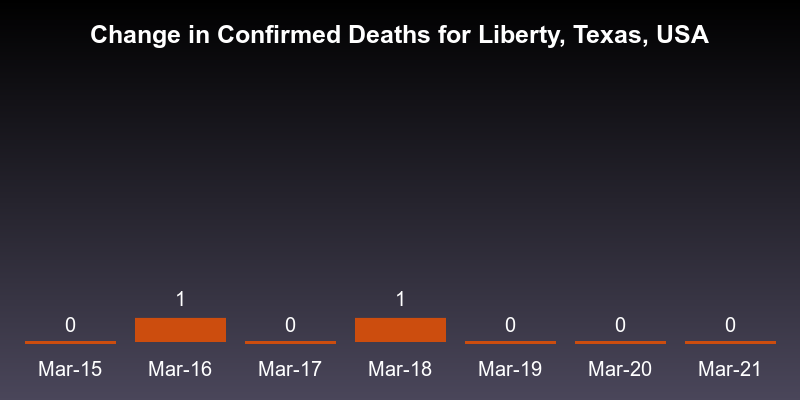 Change in Confirmed Deaths for Liberty, Texas, USA
0 1 0 1 0 0 0
Mar-15 Mar-16 Mar-17 Mar-18 Mar-19 Mar-20 Mar-21